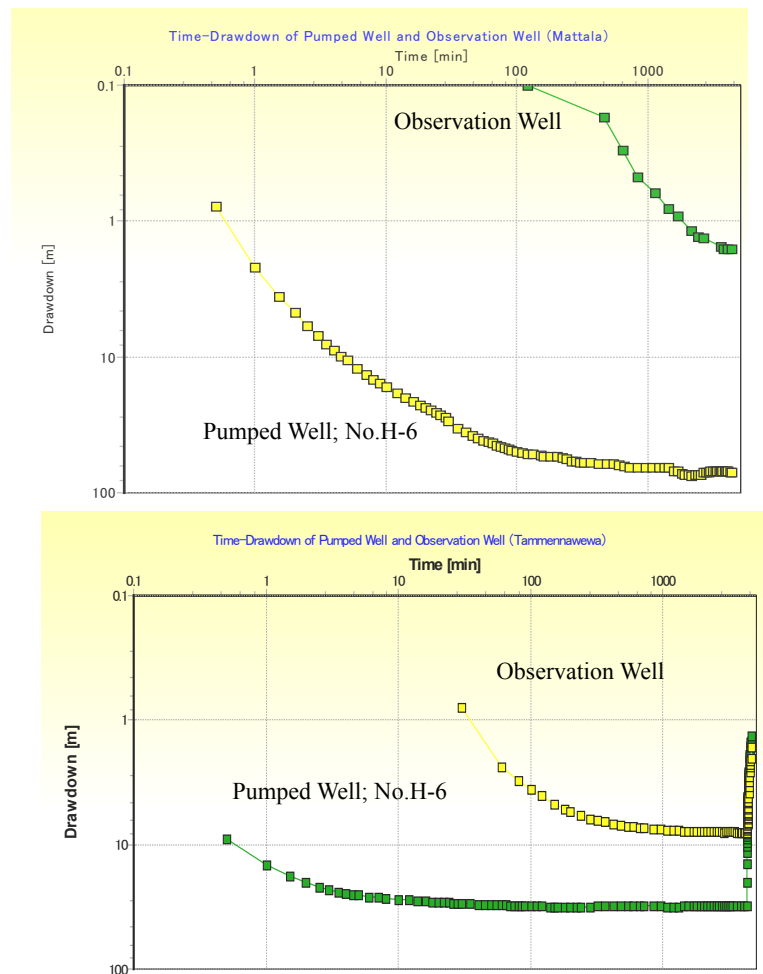 Time-Drawdown of Pumped Well and Observation Well (Mattala)
Time [min]
0.1 1 10 100 1000
0.1
Observation Well
1
Drawdown [m]
10
Pumped Well; No.H-6
100
Time-Drawdown of Pumped Well and Observation Well (Tammennawewa)
Time [min]
0.1 1 10 100 1000
0.1
Observation Well
1
Drawdown [m]
Pumped Well; No.H-6
10
100